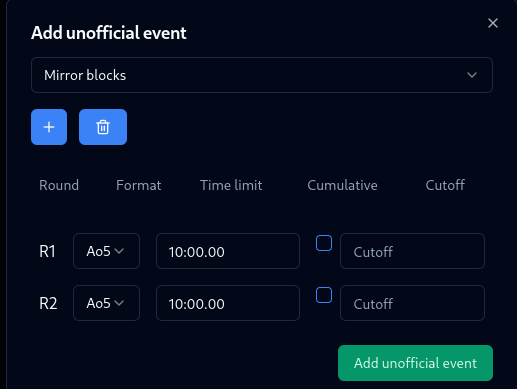 Add unofficial event
Mirror blocks
Round Format Time limit Cumulative Cutoff
R1 Ao5 10:00.00 Cutoff
R2 Ao5 10:00.00 Cutoff
Add unofficial event